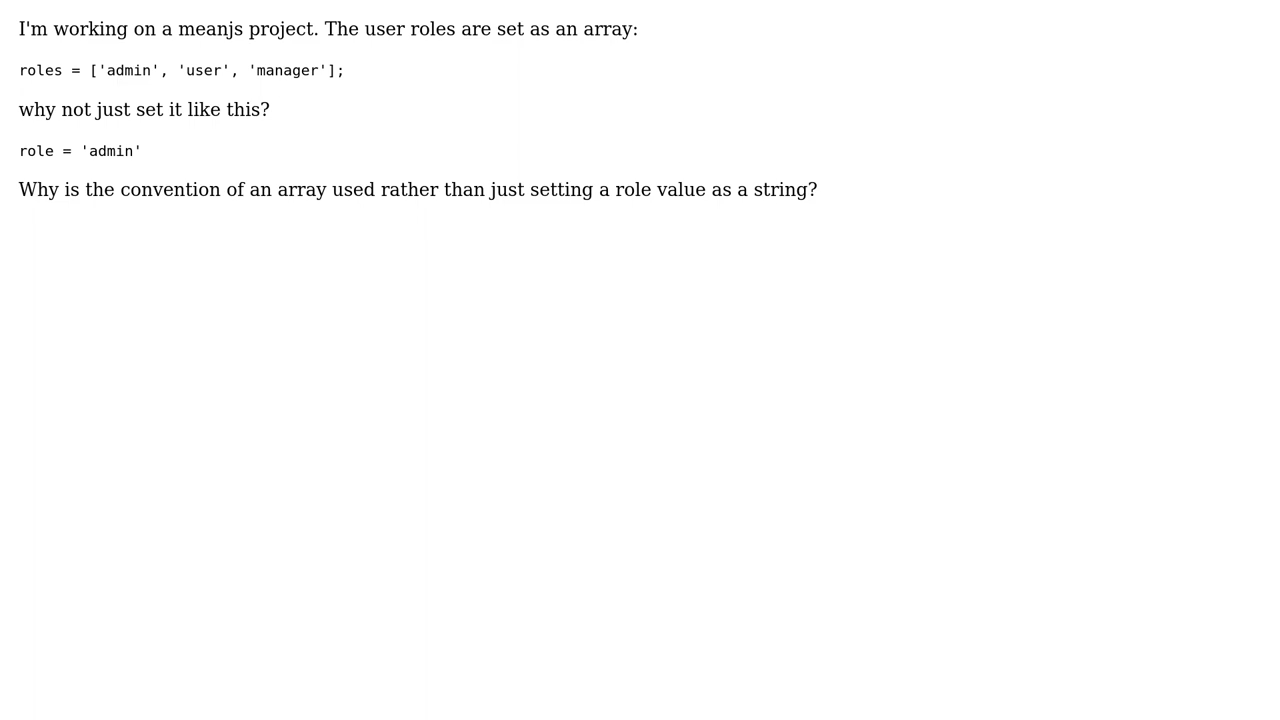 I'm working on a meanjs project. The user roles are set as an array:
roles = ['admin', 'user', 'manager'];
why not just set it like this?
role = 'admin'
Why is the convention of an array used rather than just setting a role value as a string?